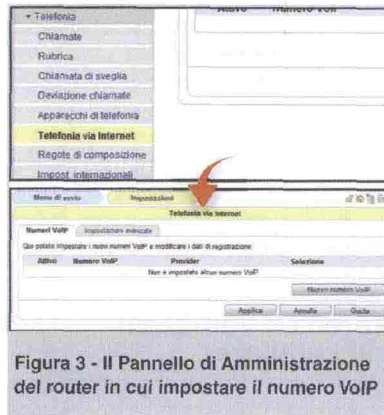 Attivo Numero VoIP
Telefonia
Chiamate
Rubrica
Chiamata di sveglia
Deviazione chiamate
Apparecchi di telefonia
Telefonia via Internet
Regole di composizione
Impost. internazionali
Menu di avvio Impostazioni
Telefonia via Internet
Numeri VoIP Impostazioni avanzate
Qui potete impostare i nuovi numeri VoIP e modificare i dati di registrazione
Attivo Numero VoIP Provider Selezione
Non è impostato alcun numero VoIP
Nuovo numero VoIP
Applica Annulla Guida
Figura 3 - Il Pannello di Amministrazione
del router in cui impostare il numero VoIP